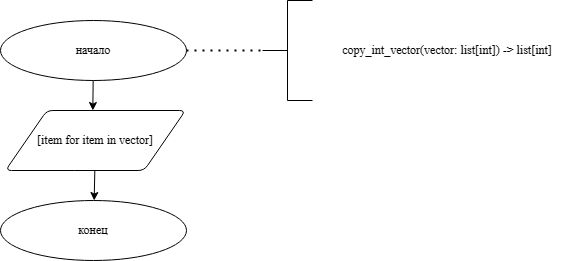 начало
copy_int_vector(vector: list[int]) -> list[int]
[item for item in vector]
конец